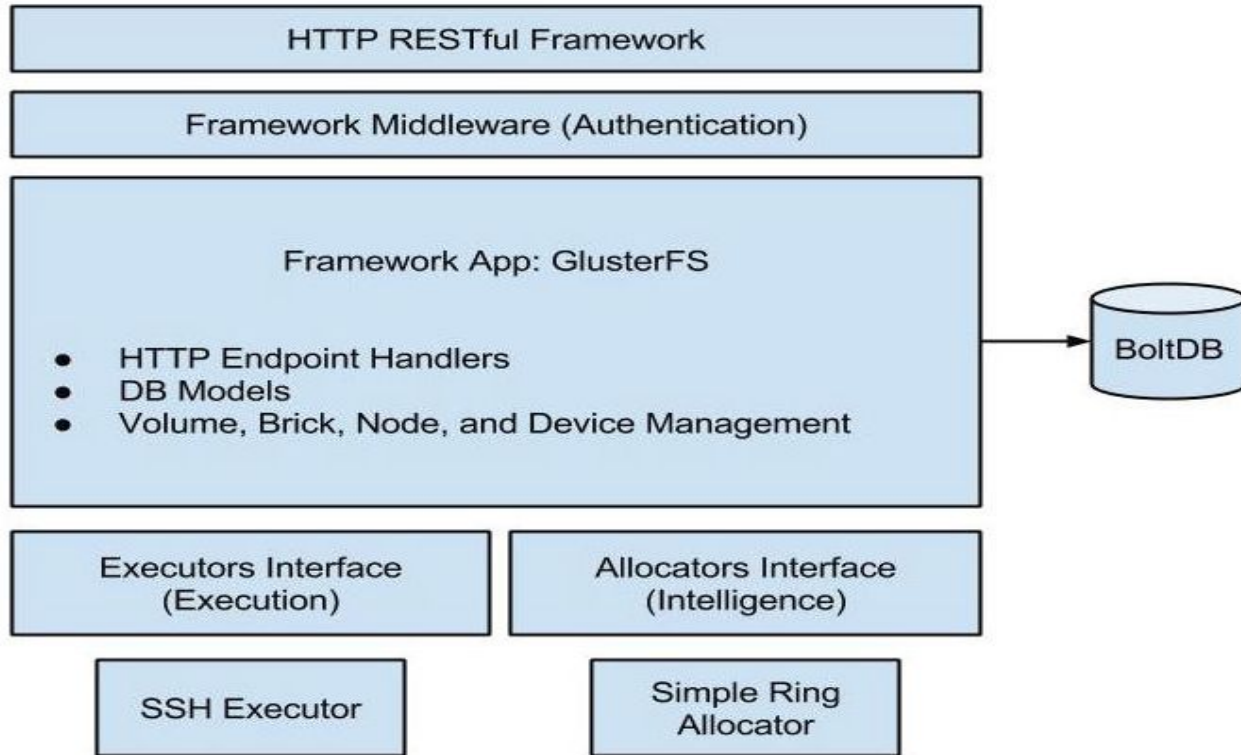 HTTP RESTful Framework
Framework Middleware (Authentication)
Framework App: GlusterFS
● HTTP Endpoint Handlers
● DB Models
● Volume, Brick, Node, and Device Management
BoltDB
Executors Interface
(Execution)
Allocators Interface
(Intelligence)
SSH Executor
Simple Ring
Allocator